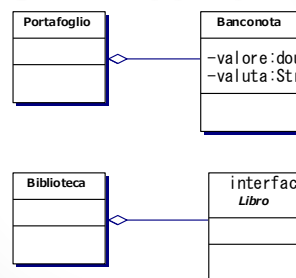 Portafoglio
Banconota
-valore:dou
-valuta:Str
Biblioteca
interfac
Libro